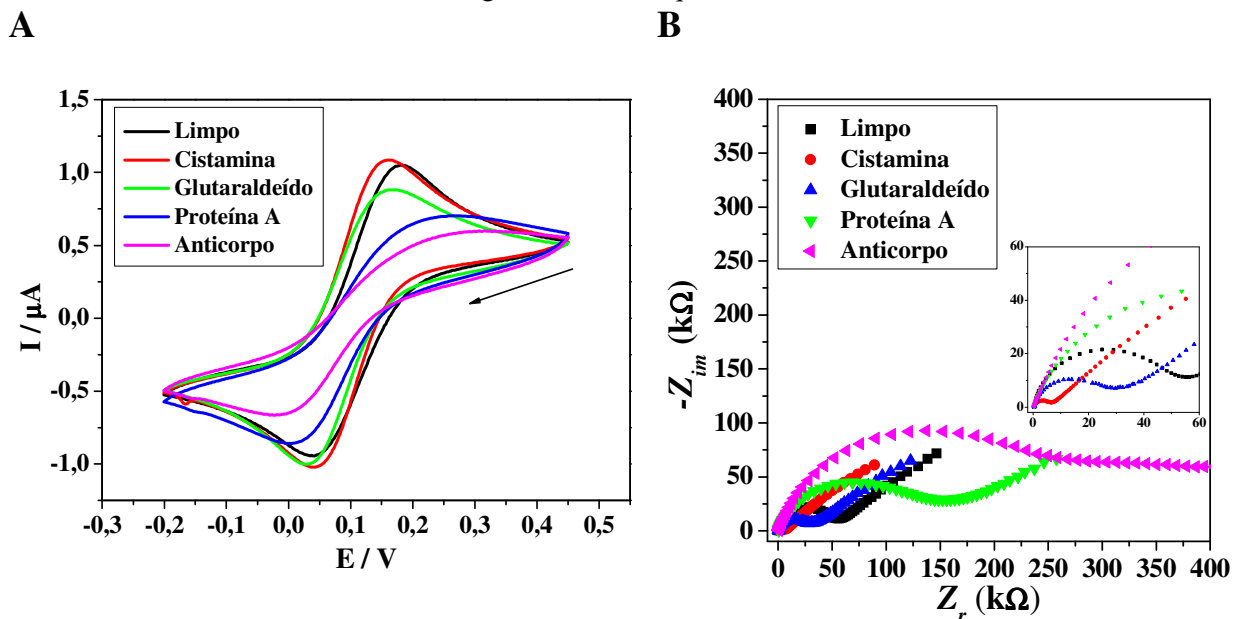 A
1,5
1,0
0,5
0,0
-0,5
-1,0
I / µA
Limpo
Cistamina
Glutaraldeído
Proteína A
Anticorpo
-0,3 -0,2 -0,1 0,0 0,1 0,2 0,3 0,4 0,5
E / V
B
400
350
300
250
200
150
100
50
0
-Zim (kΩ)
Limpo
Cistamina
Glutaraldeído
Proteína A
Anticorpo
60
40
20
0
0 20 40 60
0 50 100 150 200 250 300 350 400
Zr (kΩ)